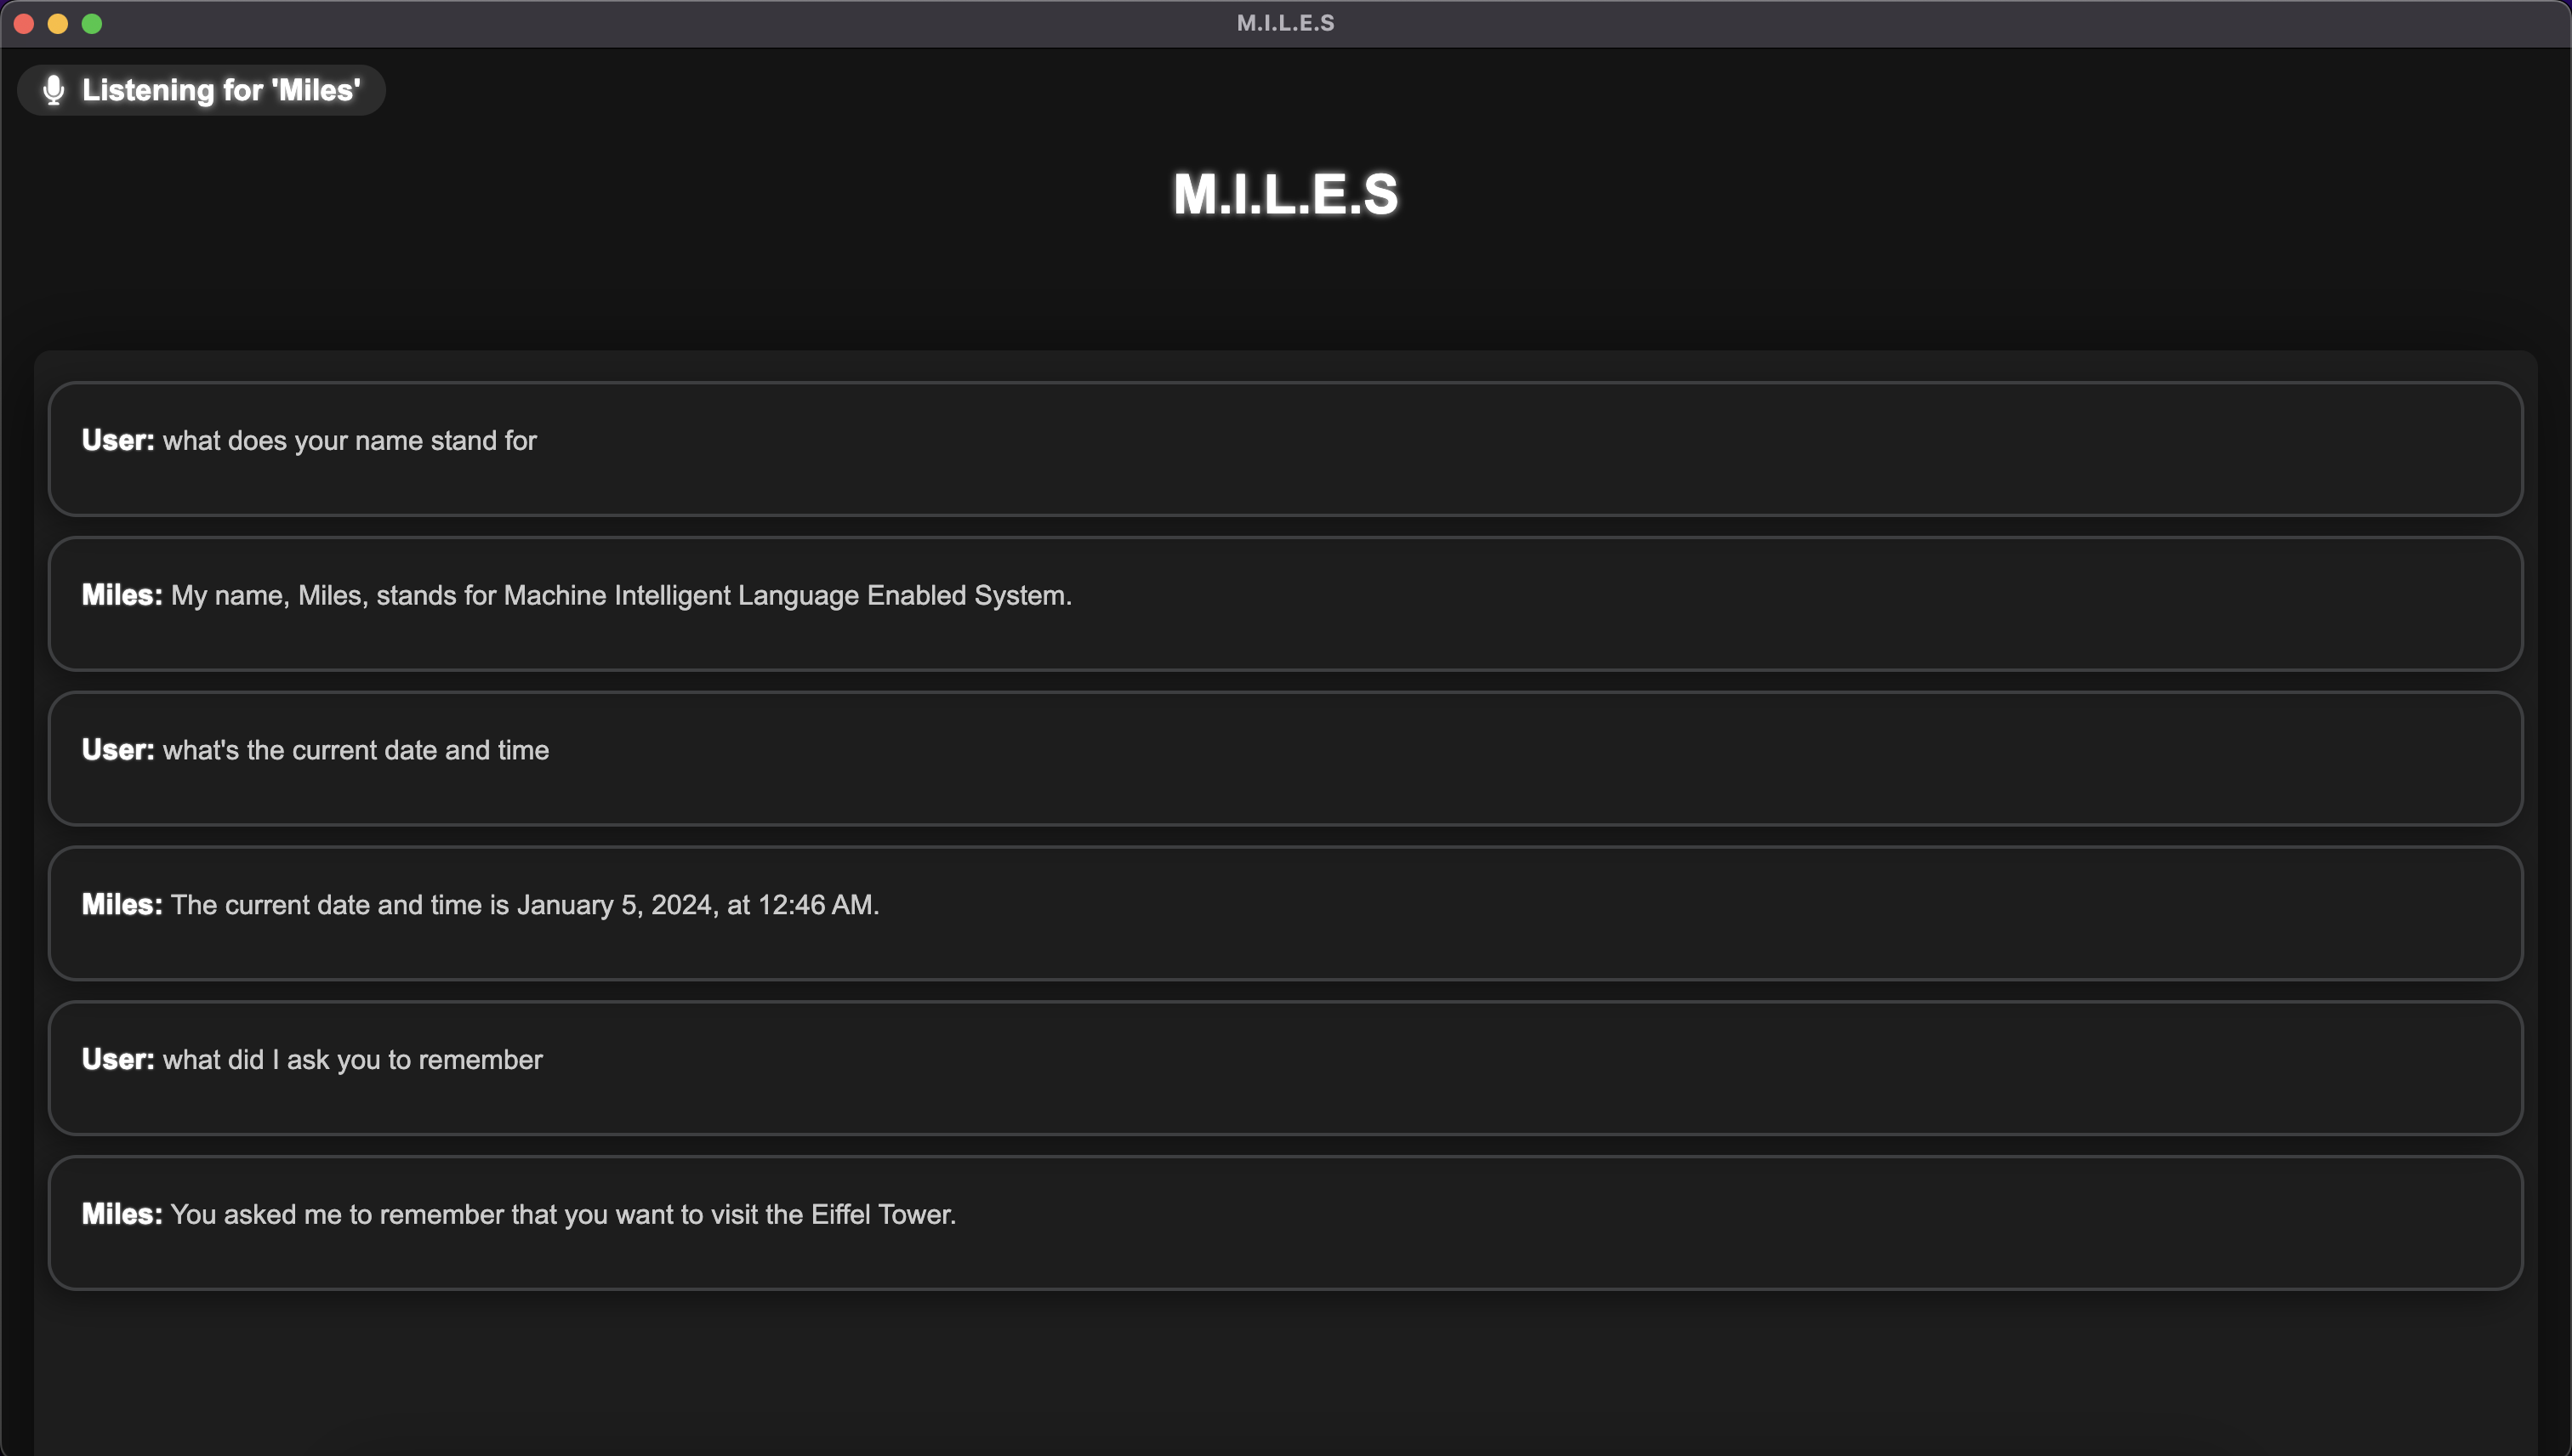 M.I.L.E.S
Listening for 'Miles'
M.I.L.E.S
User: what does your name stand for
Miles: My name, Miles, stands for Machine Intelligent Language Enabled System.
User: what's the current date and time
Miles: The current date and time is January 5, 2024, at 12:46 AM.
User: what did I ask you to remember
Miles: You asked me to remember that you want to visit the Eiffel Tower.